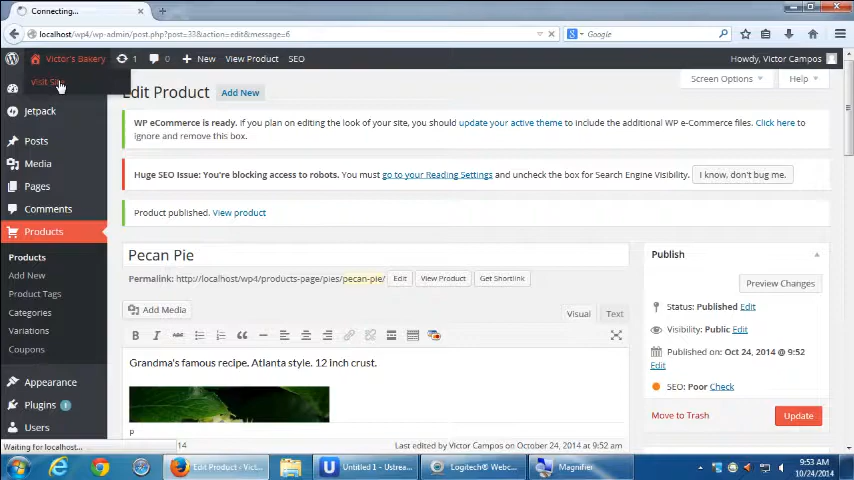 Connecting...
localhost/wp4/wp-admin/post.php?post=33&action=edit&message=6
Google
Victor's Bakery 1 + New View Product SEO
Howdy, Victor Campos
Visit Site
Jetpack
Posts
Media
Pages
Comments
Products
Products
Add New
Product Tags
Categories
Variations
Coupons
Appearance
Plugins 1
Users
Edit Product Add New
Screen Options Help
WP eCommerce is ready. If you plan on editing the look of your site, you should update your active theme to include the additional WP e-Commerce files. Click here to
ignore and remove this box.
Huge SEO Issue: You're blocking access to robots. You must go to your Reading Settings and uncheck the box for Search Engine Visibility. I know, don't bug me.
Product published. View product
Pecan Pie
Permalink: http://localhost/wp4/products-page/pies/pecan-pie/ Edit View Product Get Shortlink
Add Media
Visual Text
B I ABC
Grandma's famous recipe. Atlanta style. 12 inch crust.
P
14
Last edited by Victor Campos on October 24, 2014 at 9:52 am
Publish
Preview Changes
Status: Published Edit
Visibility: Public Edit
Published on: Oct 24, 2014 @ 9:52
Edit
SEO: Poor Check
Move to Trash Update
Waiting for localhost...
Edit Product ‹ Vict...
Untitled 1 - Ustrea...
Logitech® Webc...
Magnifier
9:53 AM
10/24/2014